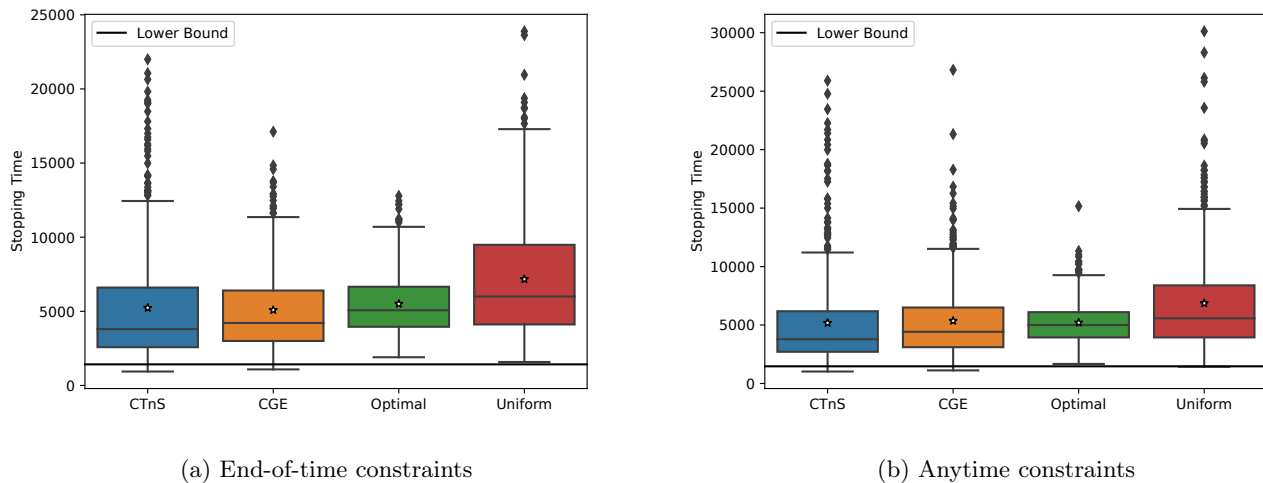 25000
20000
15000
10000
5000
0
Stopping Time
Lower Bound
CTnS
CGE
Optimal
Uniform
(a) End-of-time constraints
30000
25000
20000
15000
10000
5000
0
Stopping Time
Lower Bound
CTnS
CGE
Optimal
Uniform
(b) Anytime constraints